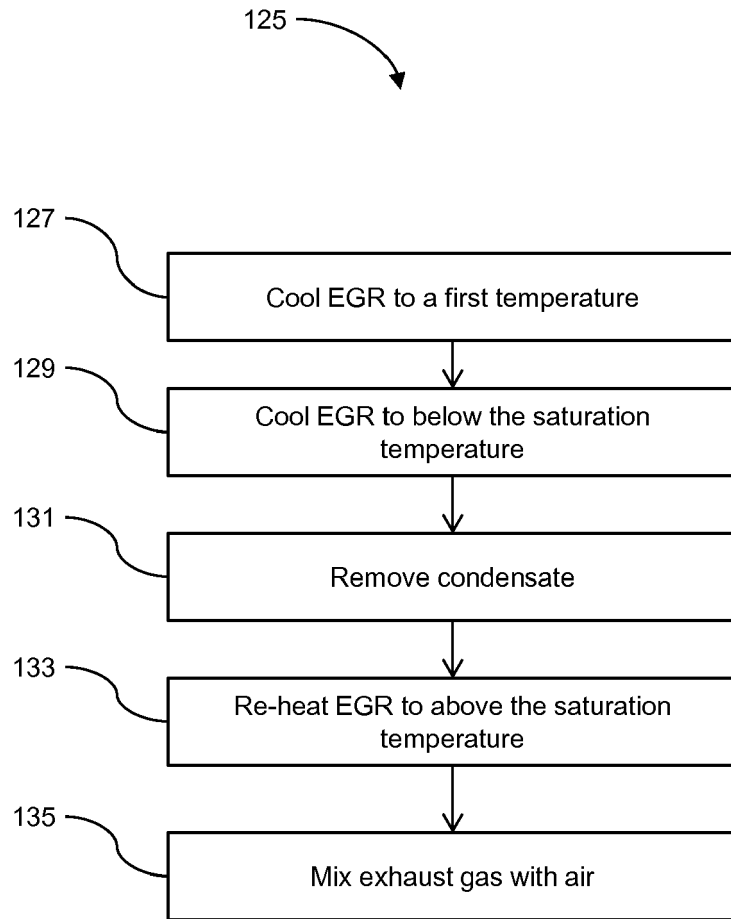 125
127
Cool EGR to a first temperature
129
Cool EGR to below the saturation
temperature
131
Remove condensate
133
Re-heat EGR to above the saturation
temperature
135
Mix exhaust gas with air